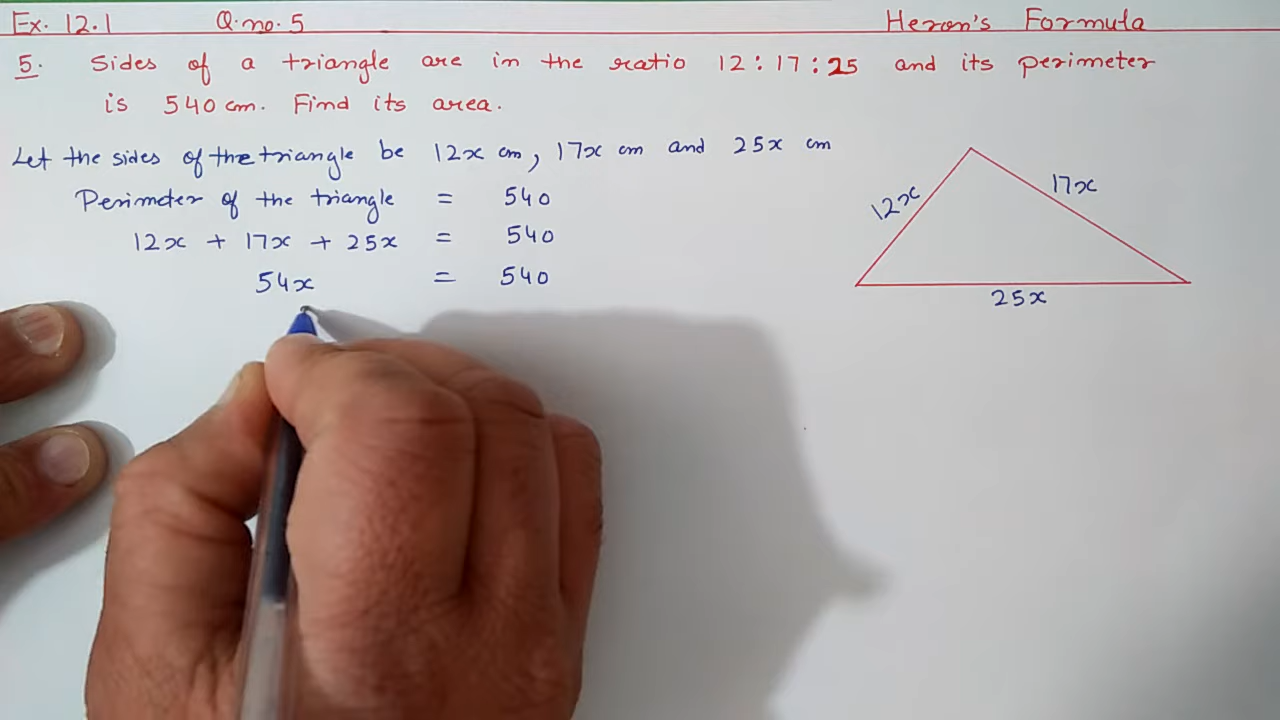 Ex. 12.1 Q.no. 5 Heron's Formula
5. Sides of a triangle are in the ratio 12:17:25 and its perimeter
is 540 cm. Find its area.
Let the sides of the triangle be 12x cm, 17x cm and 25x cm
Perimeter of the triangle = 540
12x + 17x + 25x = 540
54x = 540
12x
17x
25x